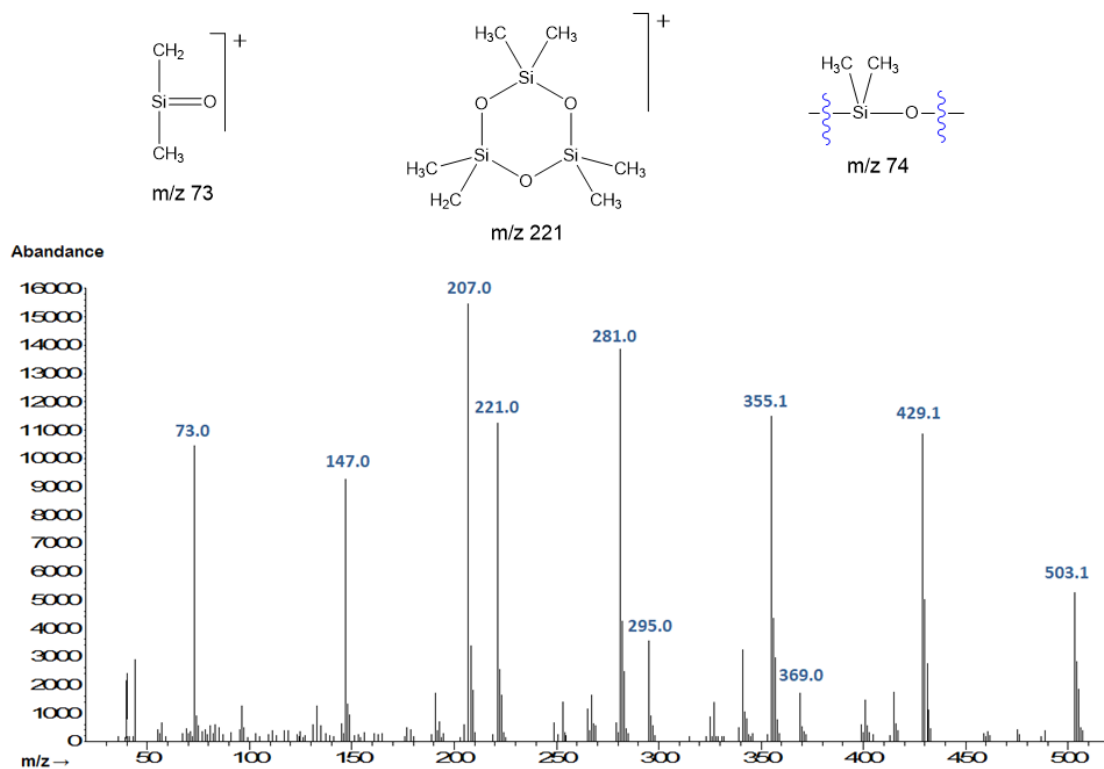 CH₂
Si
O
CH₃
+
m/z 73
H₃C
CH₃
Si
O
O
Si
Si
O
H₃C
H₂C
CH₃
CH₃
+
m/z 221
H₃C
CH₃
Si
O
m/z 74
Abandance
16000
15000
14000
13000
12000
11000
10000
9000
8000
7000
6000
5000
4000
3000
2000
1000
0
73.0
147.0
207.0
221.0
281.0
295.0
355.1
369.0
429.1
503.1
m/z → 50 100 150 200 250 300 350 400 450 500